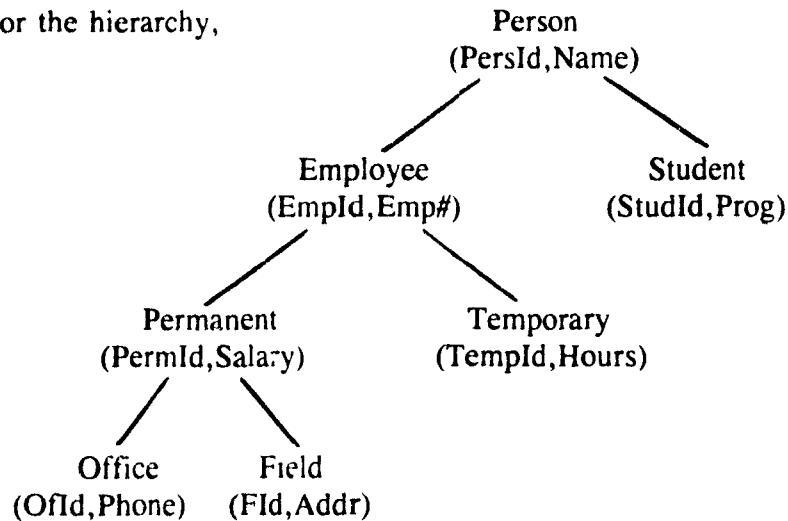 or the hierarchy,
Person
(PersId,Name)
Employee Student
(EmpId,Emp#) (StudId,Prog)
Permanent Temporary
(PermId,Salary) (TempId,Hours)
Office Field
(OfId,Phone) (FId,Addr)